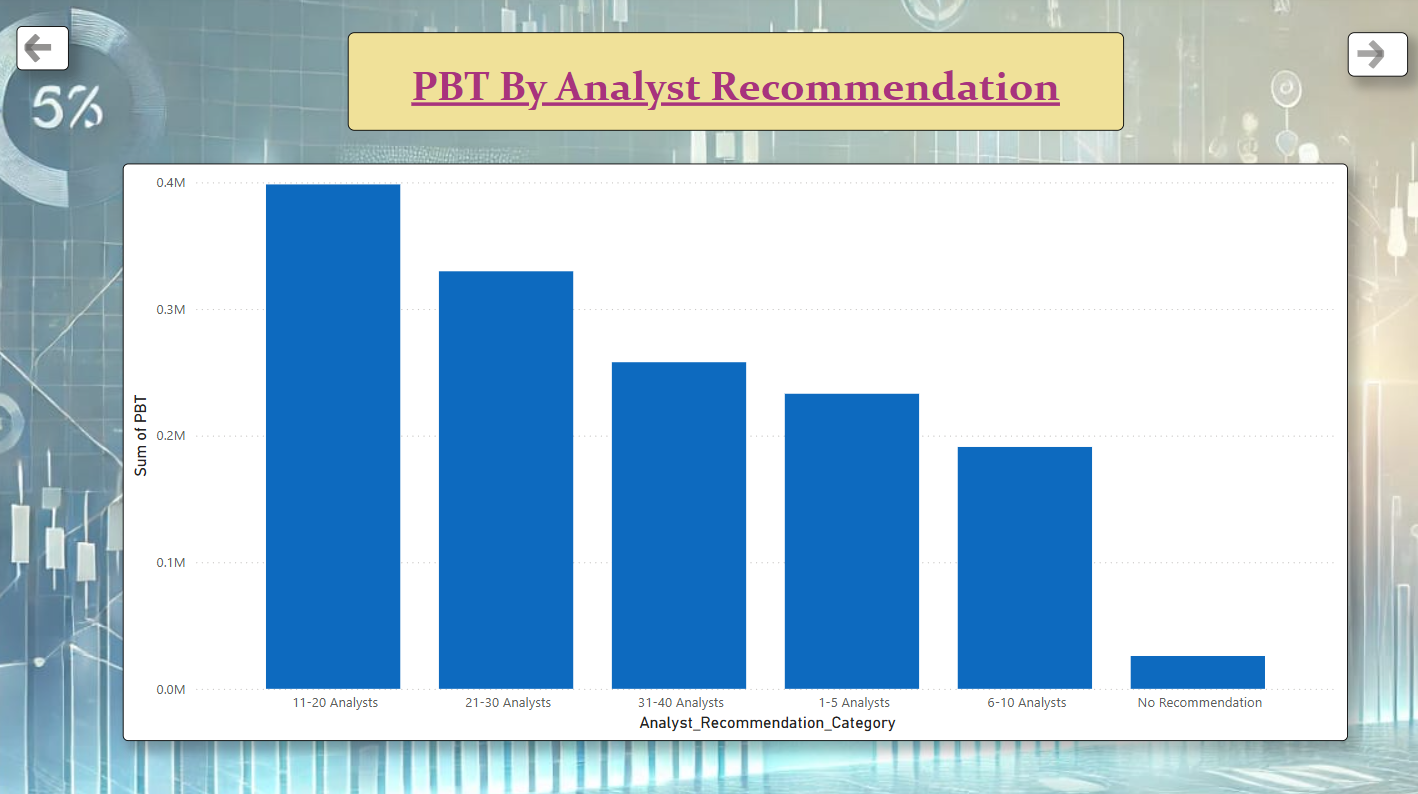 5%
PBT By Analyst Recommendation
0.4M
0.3M
0.2M
0.1M
0.0M
Sum of PBT
11-20 Analysts
21-30 Analysts
31-40 Analysts
1-5 Analysts
6-10 Analysts
No Recommendation
Analyst_Recommendation_Category